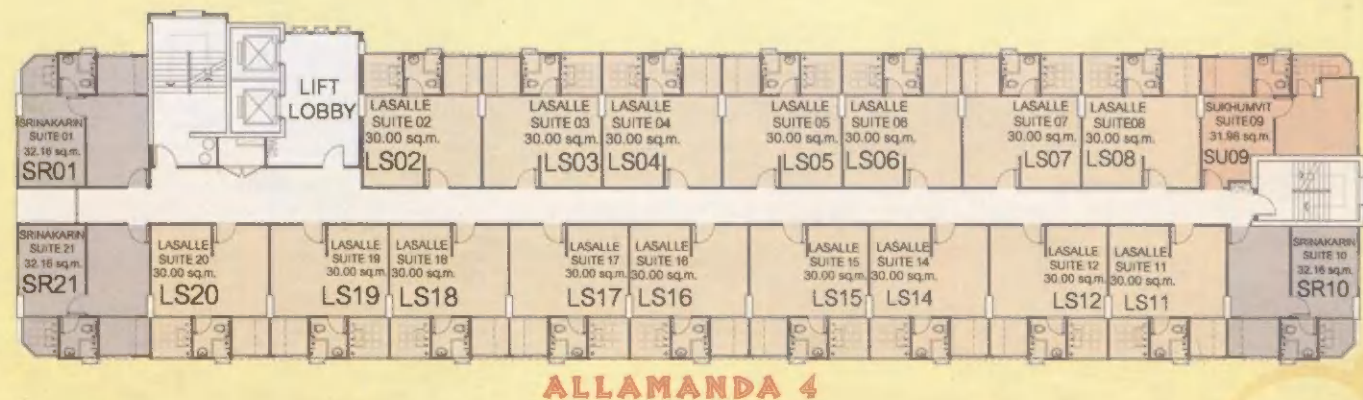 LIFT
LOBBY
SRINAKARIN
SUITE 01
32.16 sq.m.
SR01
LASALLE
SUITE 02
30.00 sq.m.
LS02
LASALLE
SUITE 03
30.00 sq.m.
LS03
LASALLE
SUITE 04
30.00 sq.m.
LS04
LASALLE
SUITE 05
30.00 sq.m.
LS05
LASALLE
SUITE 06
30.00 sq.m.
LS06
LASALLE
SUITE 07
30.00 sq.m.
LS07
LASALLE
SUITE08
30.00 sq.m.
LS08
SUKHUMVIT
SUITE09
31.98 sq.m.
SU09
SRINAKARIN
SUITE 21
32.16 sq.m.
SR21
LASALLE
SUITE 20
30.00 sq.m.
LS20
LASALLE
SUITE 19
30.00 sq.m.
LS19
LASALLE
SUITE 18
30.00 sq.m.
LS18
LASALLE
SUITE 17
30.00 sq.m.
LS17
LASALLE
SUITE 16
30.00 sq.m.
LS16
LASALLE
SUITE 15
30.00 sq.m.
LS15
LASALLE
SUITE 14
30.00 sq.m.
LS14
LASALLE
SUITE 12
30.00 sq.m.
LS12
LASALLE
SUITE 11
30.00 sq.m.
LS11
SRINAKARIN
SUITE 10
32.16 sq.m.
SR10
ALLAMANDA 4